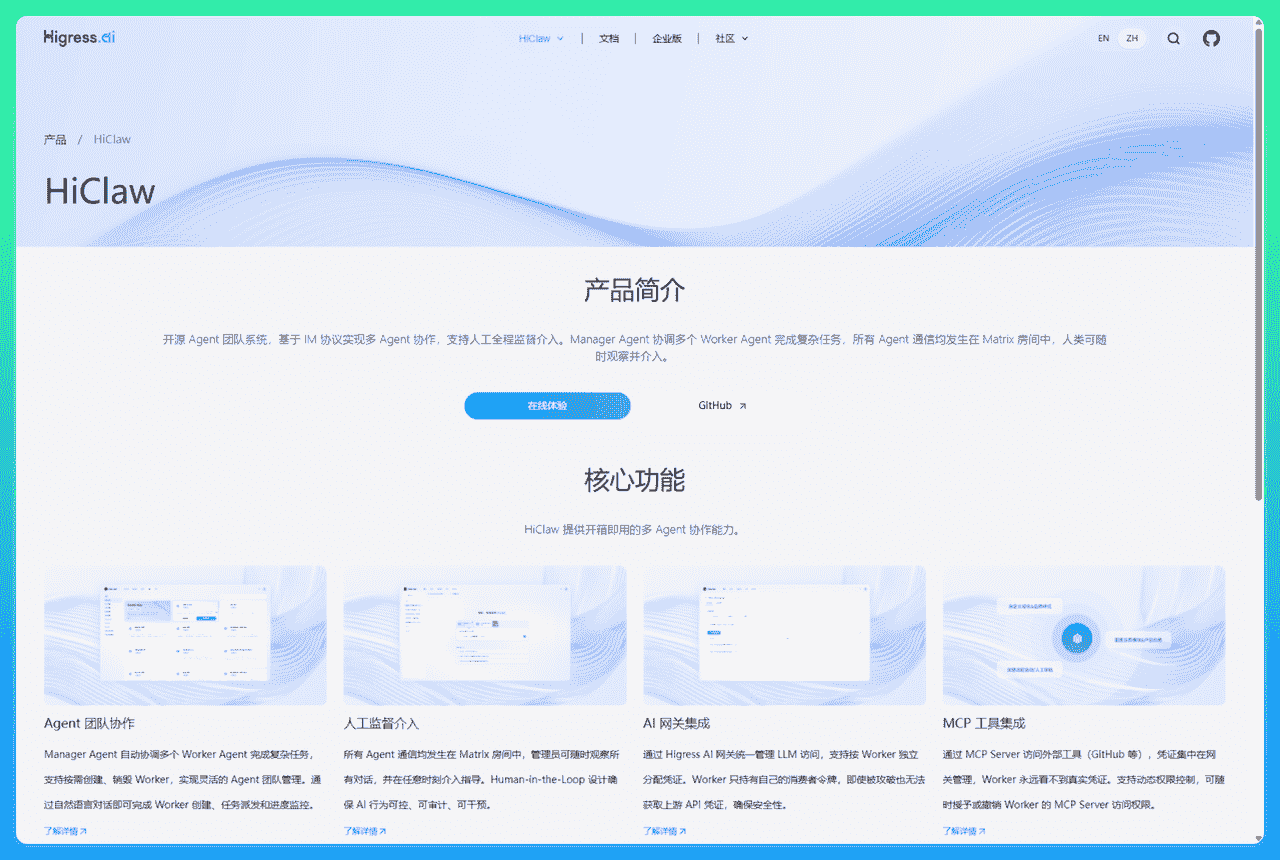 Higress.ai
HiClaw | 文档 | 企业版 | 社区
EN ZH
产品 / HiClaw
HiClaw
产品简介
开源 Agent 团队系统，基于 IM 协议实现多 Agent 协作，支持人工全程监督介入。Manager Agent 协调多个 Worker Agent 完成复杂任务，所有 Agent 通信均发生在 Matrix 房间中，人类可随
时观察并介入。
在线体验
GitHub
核心功能
HiClaw 提供开箱即用的多 Agent 协作能力。
Agent 团队协作
Manager Agent 自动协调多个 Worker Agent 完成复杂任务，
支持按需创建、销毁 Worker，实现灵活的 Agent 团队管理。通
过自然语言对话即可完成 Worker 创建、任务派发和进度监控。
了解详情
人工监督介入
所有 Agent 通信均发生在 Matrix 房间中，管理员可随时观察所
有对话，并在任意时刻介入指导。Human-in-the-Loop 设计确
保 AI 行为可控、可审计、可干预。
了解详情
AI 网关集成
通过 Higress AI 网关统一管理 LLM 访问，支持按 Worker 独立
分配凭证。Worker 只持有自己的消费者令牌，即使被攻破也无法
获取上游 API 凭证，确保安全性。
了解详情
MCP 工具集成
通过 MCP Server 访问外部工具（GitHub 等），凭证集中在网
关管理，Worker 永远看不到真实凭证。支持动态权限控制，可随
时授予或撤销 Worker 的 MCP Server 访问权限。
了解详情